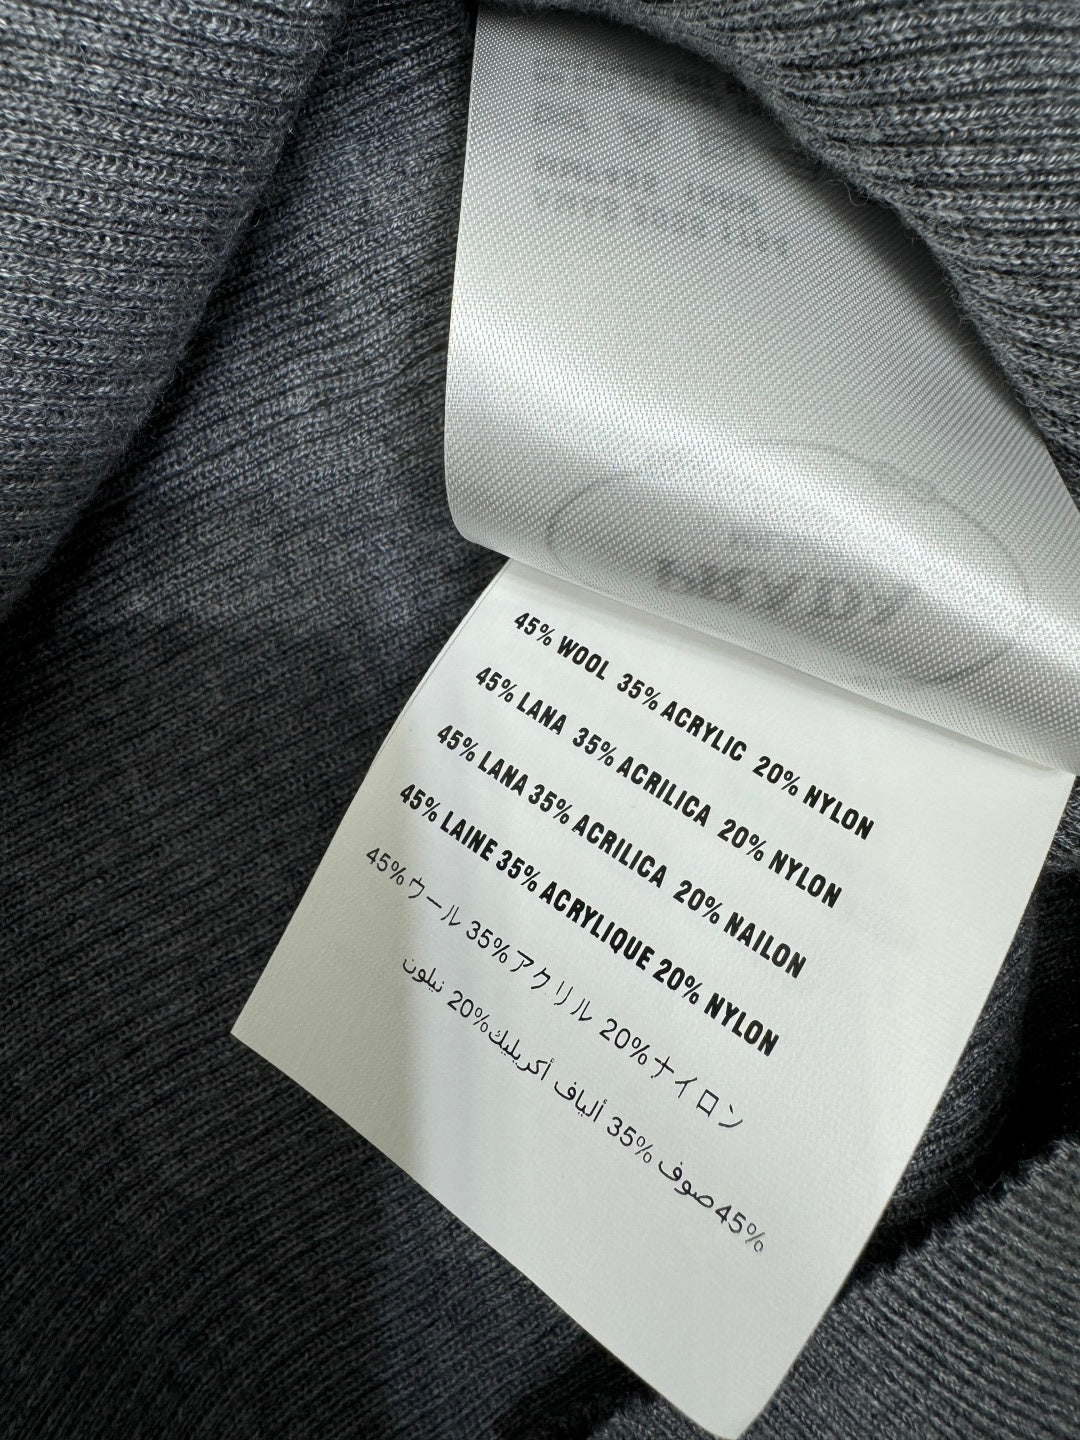 45% WOOL 35% ACRYLIC 20% NYLON
45% LANA 35% ACRILICA 20% NYLON
45% LANA 35% ACRILICA 20% NAILON
45% LAINE 35% ACRYLIQUE 20% NYLON
45%ウール 35%アクリル 20%ナイロン
45%صوف 35% ألياف أكريليك20% نيلون